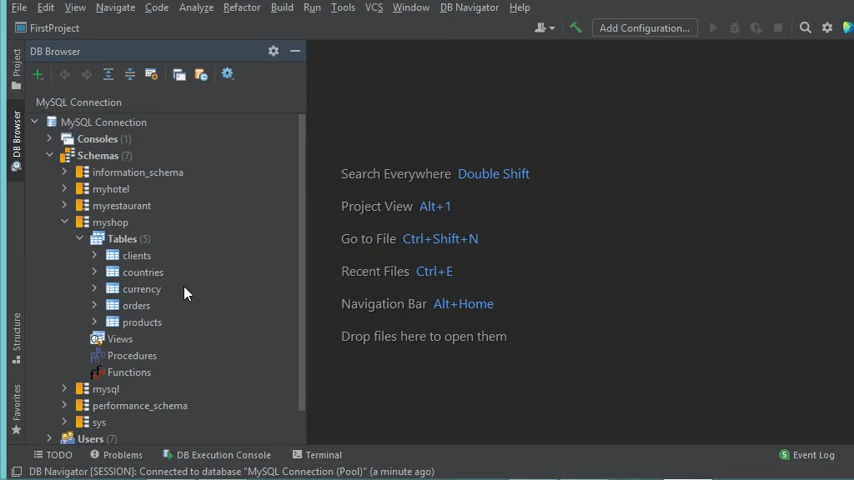 File Edit View Navigate Code Analyze Refactor Build Run Tools VCS Window DB Navigator Help
FirstProject
Add Configuration...
Project
DB Browser
Structure
Favorites
DB Browser
MySQL Connection
MySQL Connection
Consoles (1)
Schemas (7)
information_schema
myhotel
myrestaurant
myshop
Tables (5)
clients
countries
currency
orders
products
Views
Procedures
Functions
mysql
performance_schema
sys
Users (7)
Search Everywhere Double Shift
Project View Alt+1
Go to File Ctrl+Shift+N
Recent Files Ctrl+E
Navigation Bar Alt+Home
Drop files here to open them
TODO Problems DB Execution Console Terminal 5 Event Log
DB Navigator [SESSION]: Connected to database "MySQL Connection (Pool)" (a minute ago)